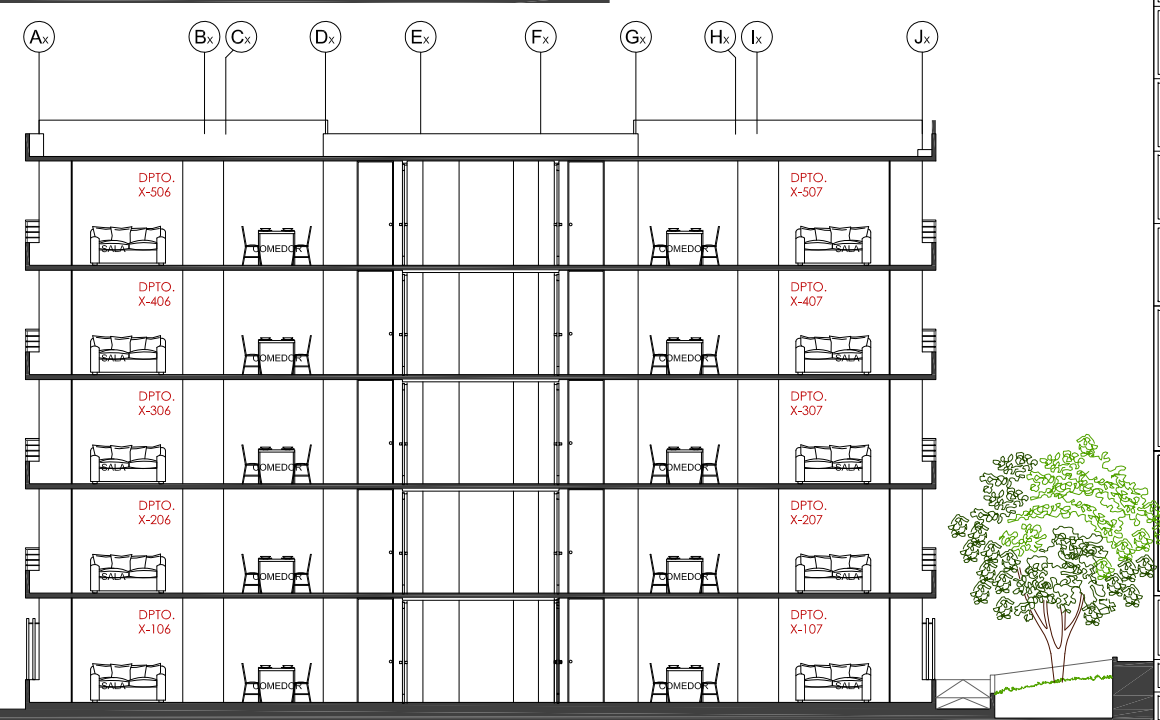 Ax Bx Cx Dx Ex Fx Gx Hx Ix Jx
DPTO.
X-506
DPTO.
X-507
SALA COMEDOR COMEDOR SALA
DPTO.
X-406
DPTO.
X-407
SALA COMEDOR COMEDOR SALA
DPTO.
X-306
DPTO.
X-307
SALA COMEDOR COMEDOR SALA
DPTO.
X-206
DPTO.
X-207
SALA COMEDOR COMEDOR SALA
DPTO.
X-106
DPTO.
X-107
SALA COMEDOR COMEDOR SALA